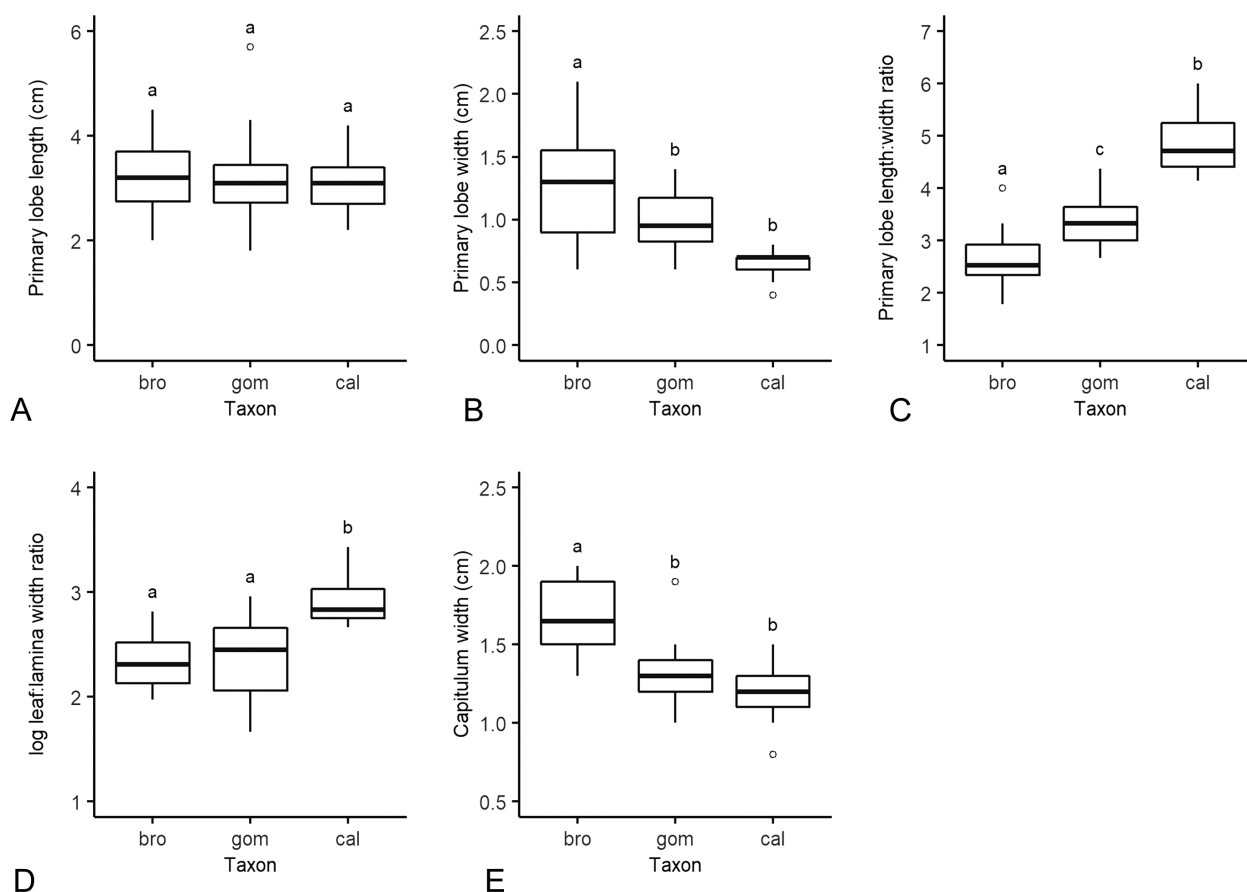 Primary lobe length (cm)
6
4
2
0
a
a
a
bro gom cal
Taxon
A
Primary lobe width (cm)
2.5
2.0
1.5
1.0
0.5
0.0
a
b
b
bro gom cal
Taxon
B
Primary lobe length:width ratio
7
6
5
4
3
2
1
a
c
b
bro gom cal
Taxon
C
log leaf:lamina width ratio
4
3
2
1
a
a
b
bro gom cal
Taxon
D
Capitulum width (cm)
2.5
2.0
1.5
1.0
0.5
a
b
b
bro gom cal
Taxon
E